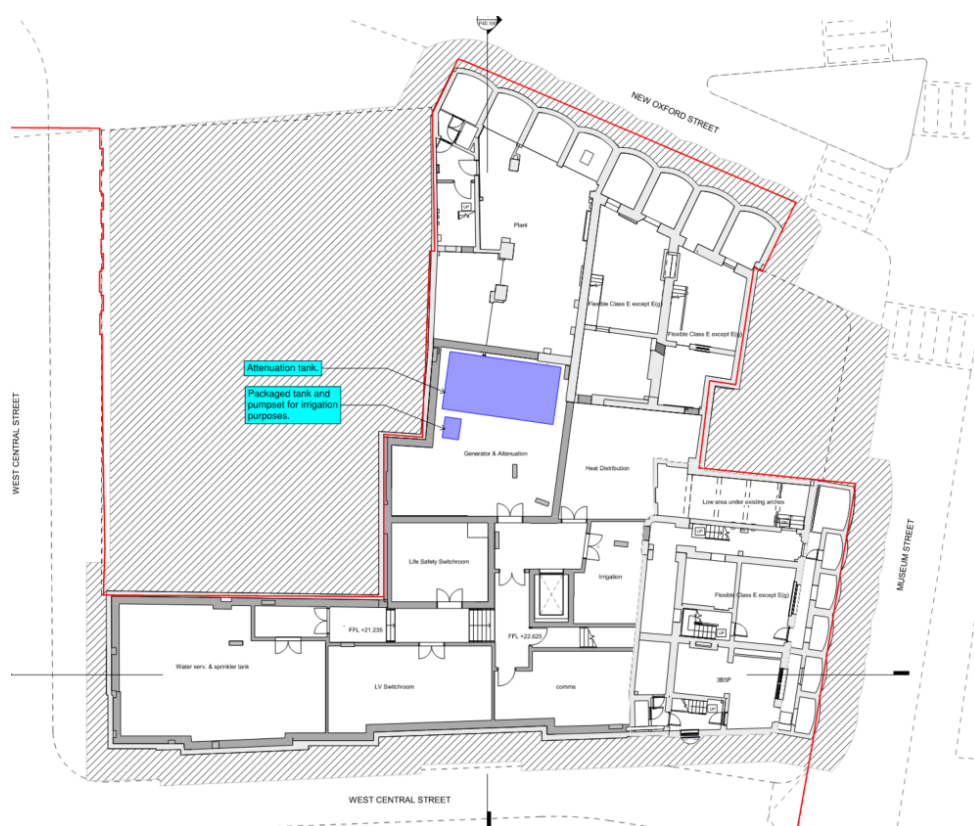 NEW OXFORD STREET
Plant
Flexible Class E except E(g)
Flexible Class E except E(g)
Attenuation tank.
Packaged tank and
pumpset for irrigation
purposes.
WEST CENTRAL STREET
Generator & Attenuation
Heat Distribution
Low area under existing arches
UP
MUSEUM STREET
Life Safety Switchroom
Irrigation
Flexible Class E except E(g)
FFL +21.235
FFL +22.625
UP
Water serv. & sprinkler tank
LV Switchroom
comms
3BSP
UP
WEST CENTRAL STREET